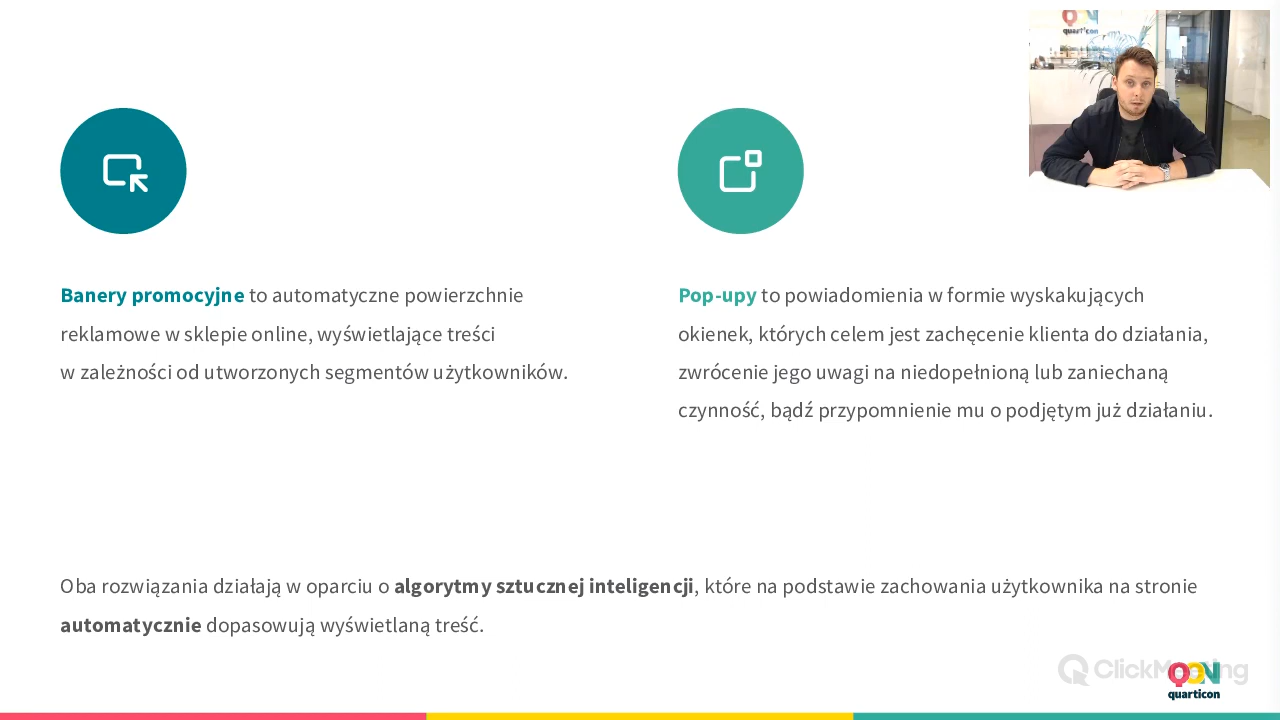 quarticon
Banery promocyjne to automatyczne powierzchnie
reklamowe w sklepie online, wyświetlające treści
w zależności od utworzonych segmentów użytkowników.
Pop-upy to powiadomienia w formie wyskakujących
okienek, których celem jest zachęcenie klienta do działania,
zwrócenie jego uwagi na niedopełnioną lub zaniechaną
czynność, bądź przypomnienie mu o podjętym już działaniu.
Oba rozwiązania działają w oparciu o algorytmy sztucznej inteligencji, które na podstawie zachowania użytkownika na stronie
automatycznie dopasowują wyświetlaną treść.
ClickMeeting
QON
quarticon